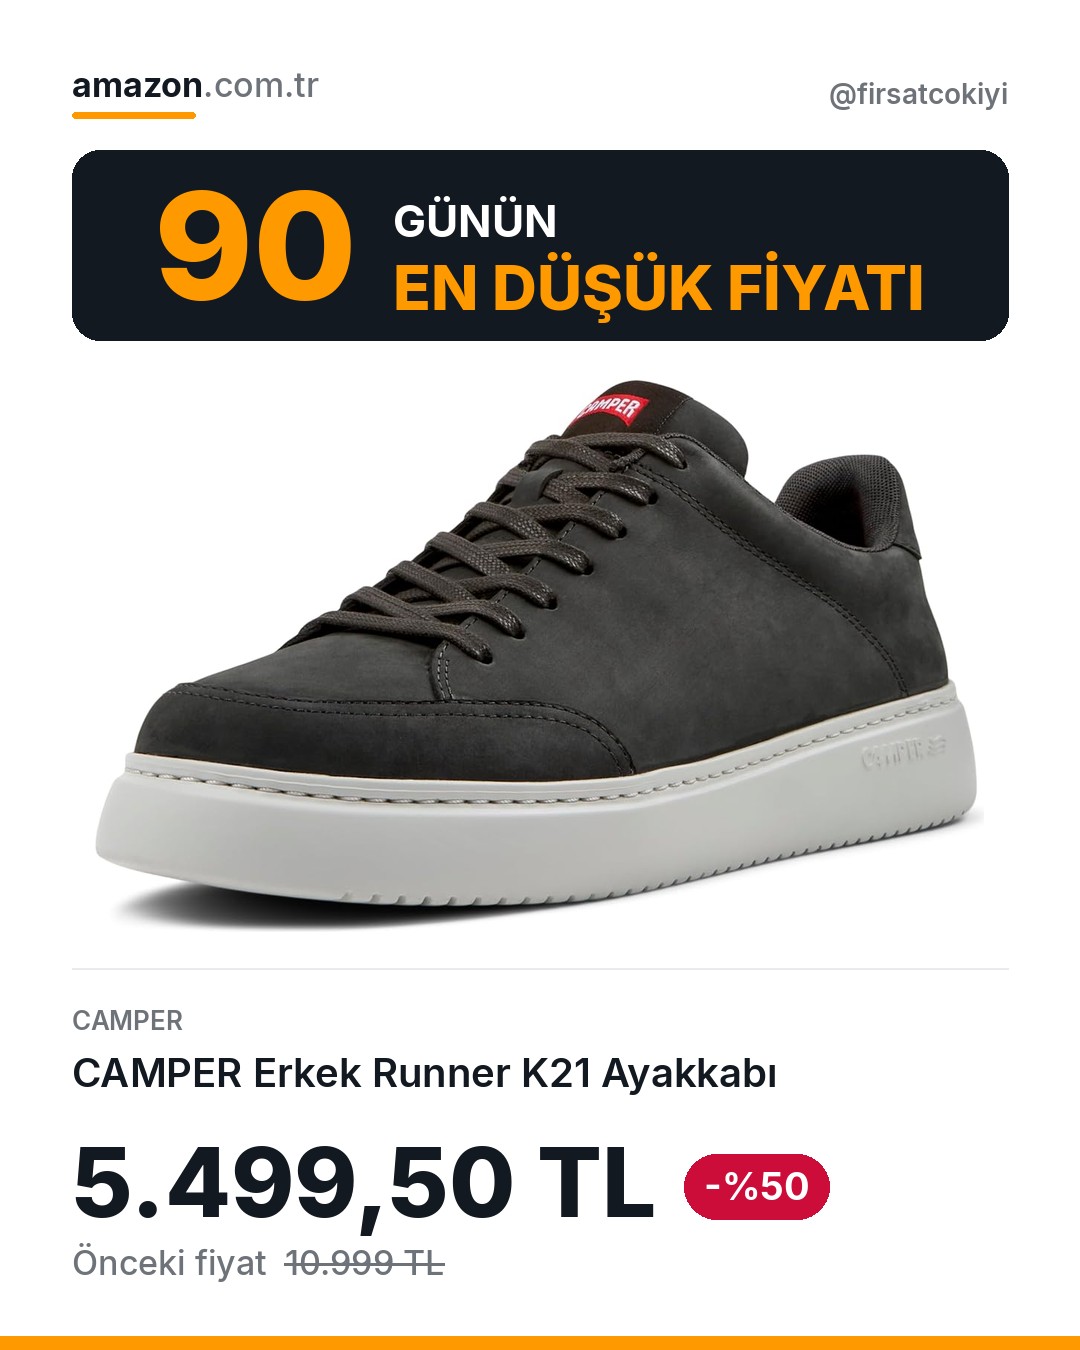 amazon.com.tr
@firsatcokiyi
90
GÜNÜN
EN DÜŞÜK FİYATI
CAMPER
CAMPER
CAMPER
CAMPER Erkek Runner K21 Ayakkabı
5.499,50 TL
-%50
Önceki fiyat 10.999 TL